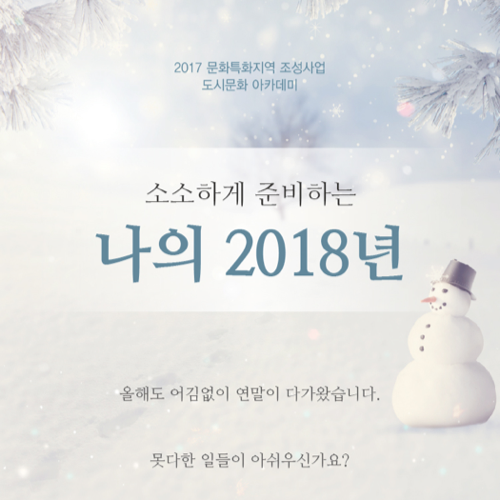 2017 문화특화지역 조성사업
도시문화 아카데미
소소하게 준비하는
나의 2018년
올해도 어김없이 연말이 다가왔습니다.
못다한 일들이 아쉬우신가요?